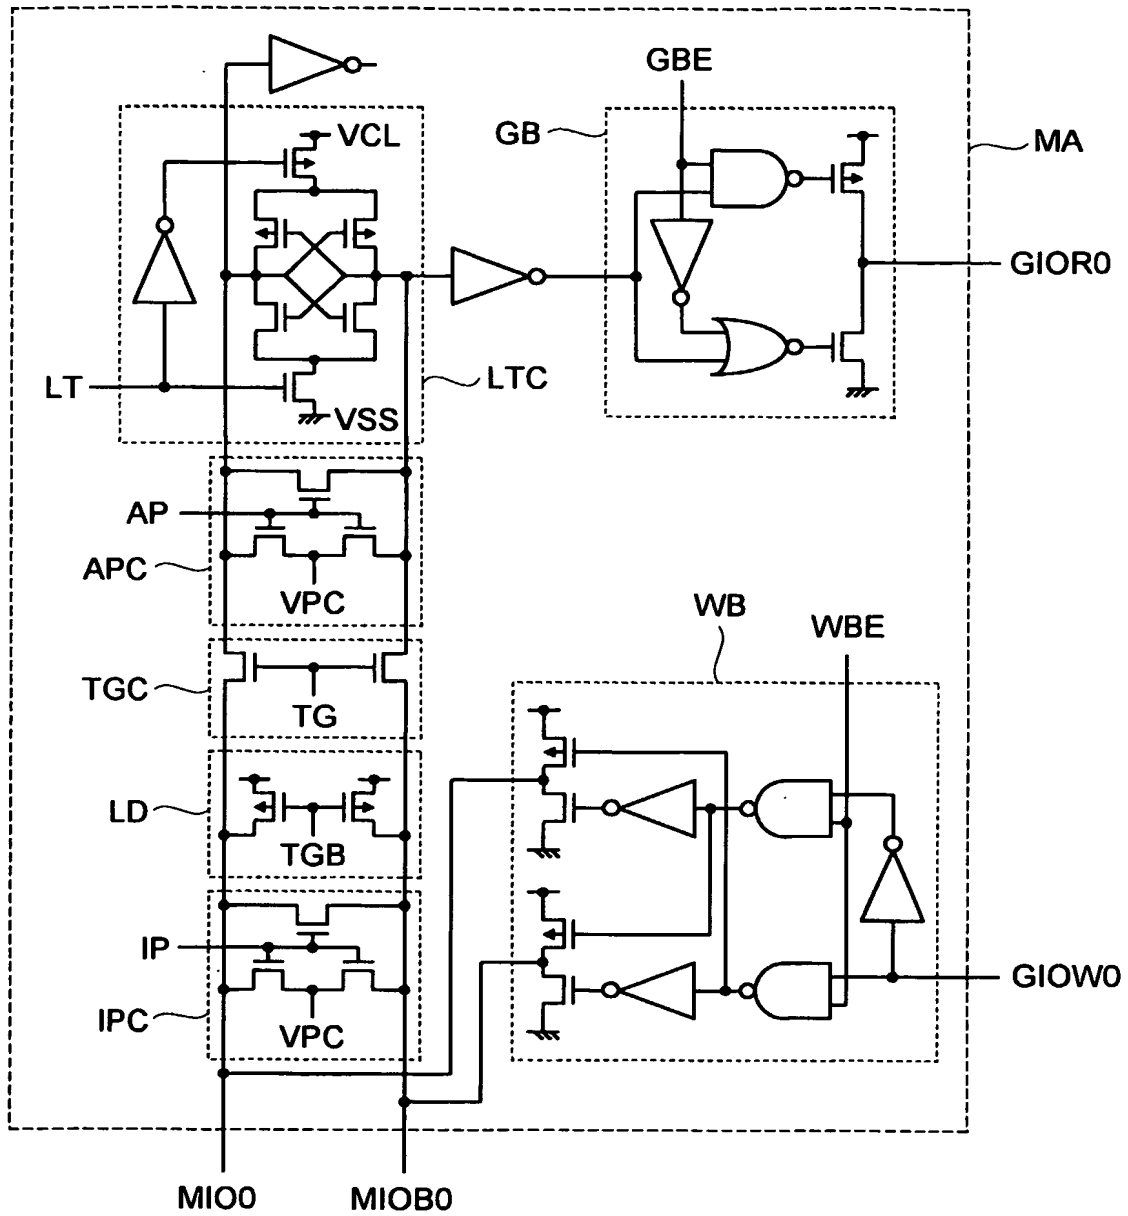 GBE
VCL
GB
MA
GIOR0
LT
LTC
VSS
AP
APC
VPC
WB
WBE
TGC
TG
LD
TGB
IP
GIOW0
IPC
VPC
MIO0
MIOB0